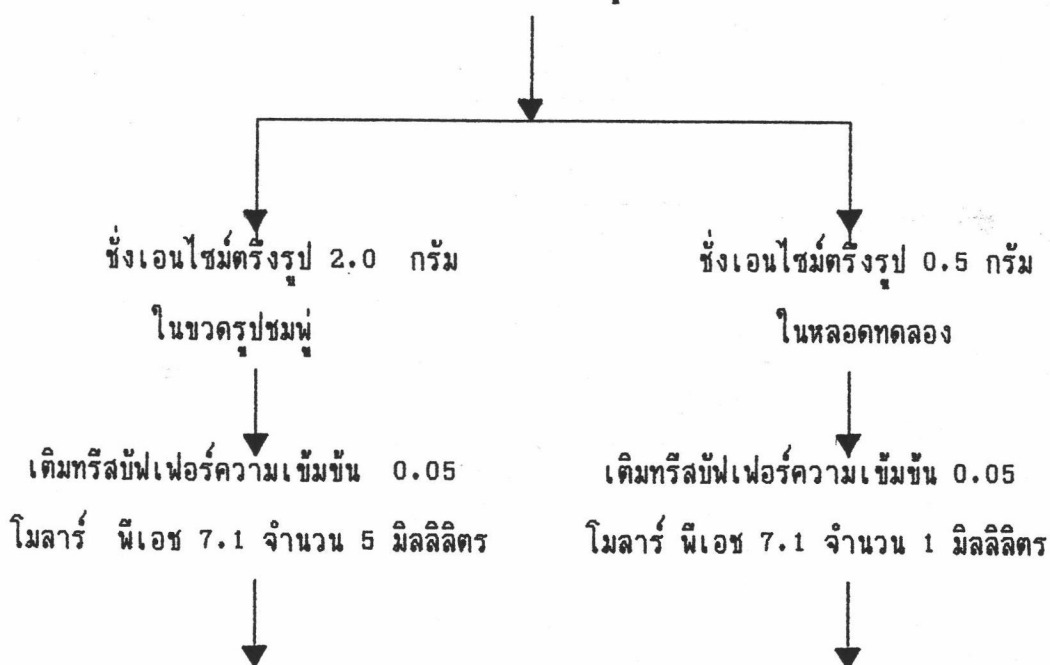 ชั่งเอนไซม์ตรึงรูป 2.0 กรัม
ในขวดรูปชมพู่
เติมทรีสบัฟเฟอร์ความเข้มข้น 0.05
โมลาร์ พีเอช 7.1 จำนวน 5 มิลลิลิตร
ชั่งเอนไซม์ตรึงรูป 0.5 กรัม
ในหลอดทดลอง
เติมทรีสบัฟเฟอร์ความเข้มข้น 0.05
โมลาร์ พีเอช 7.1 จำนวน 1 มิลลิลิตร